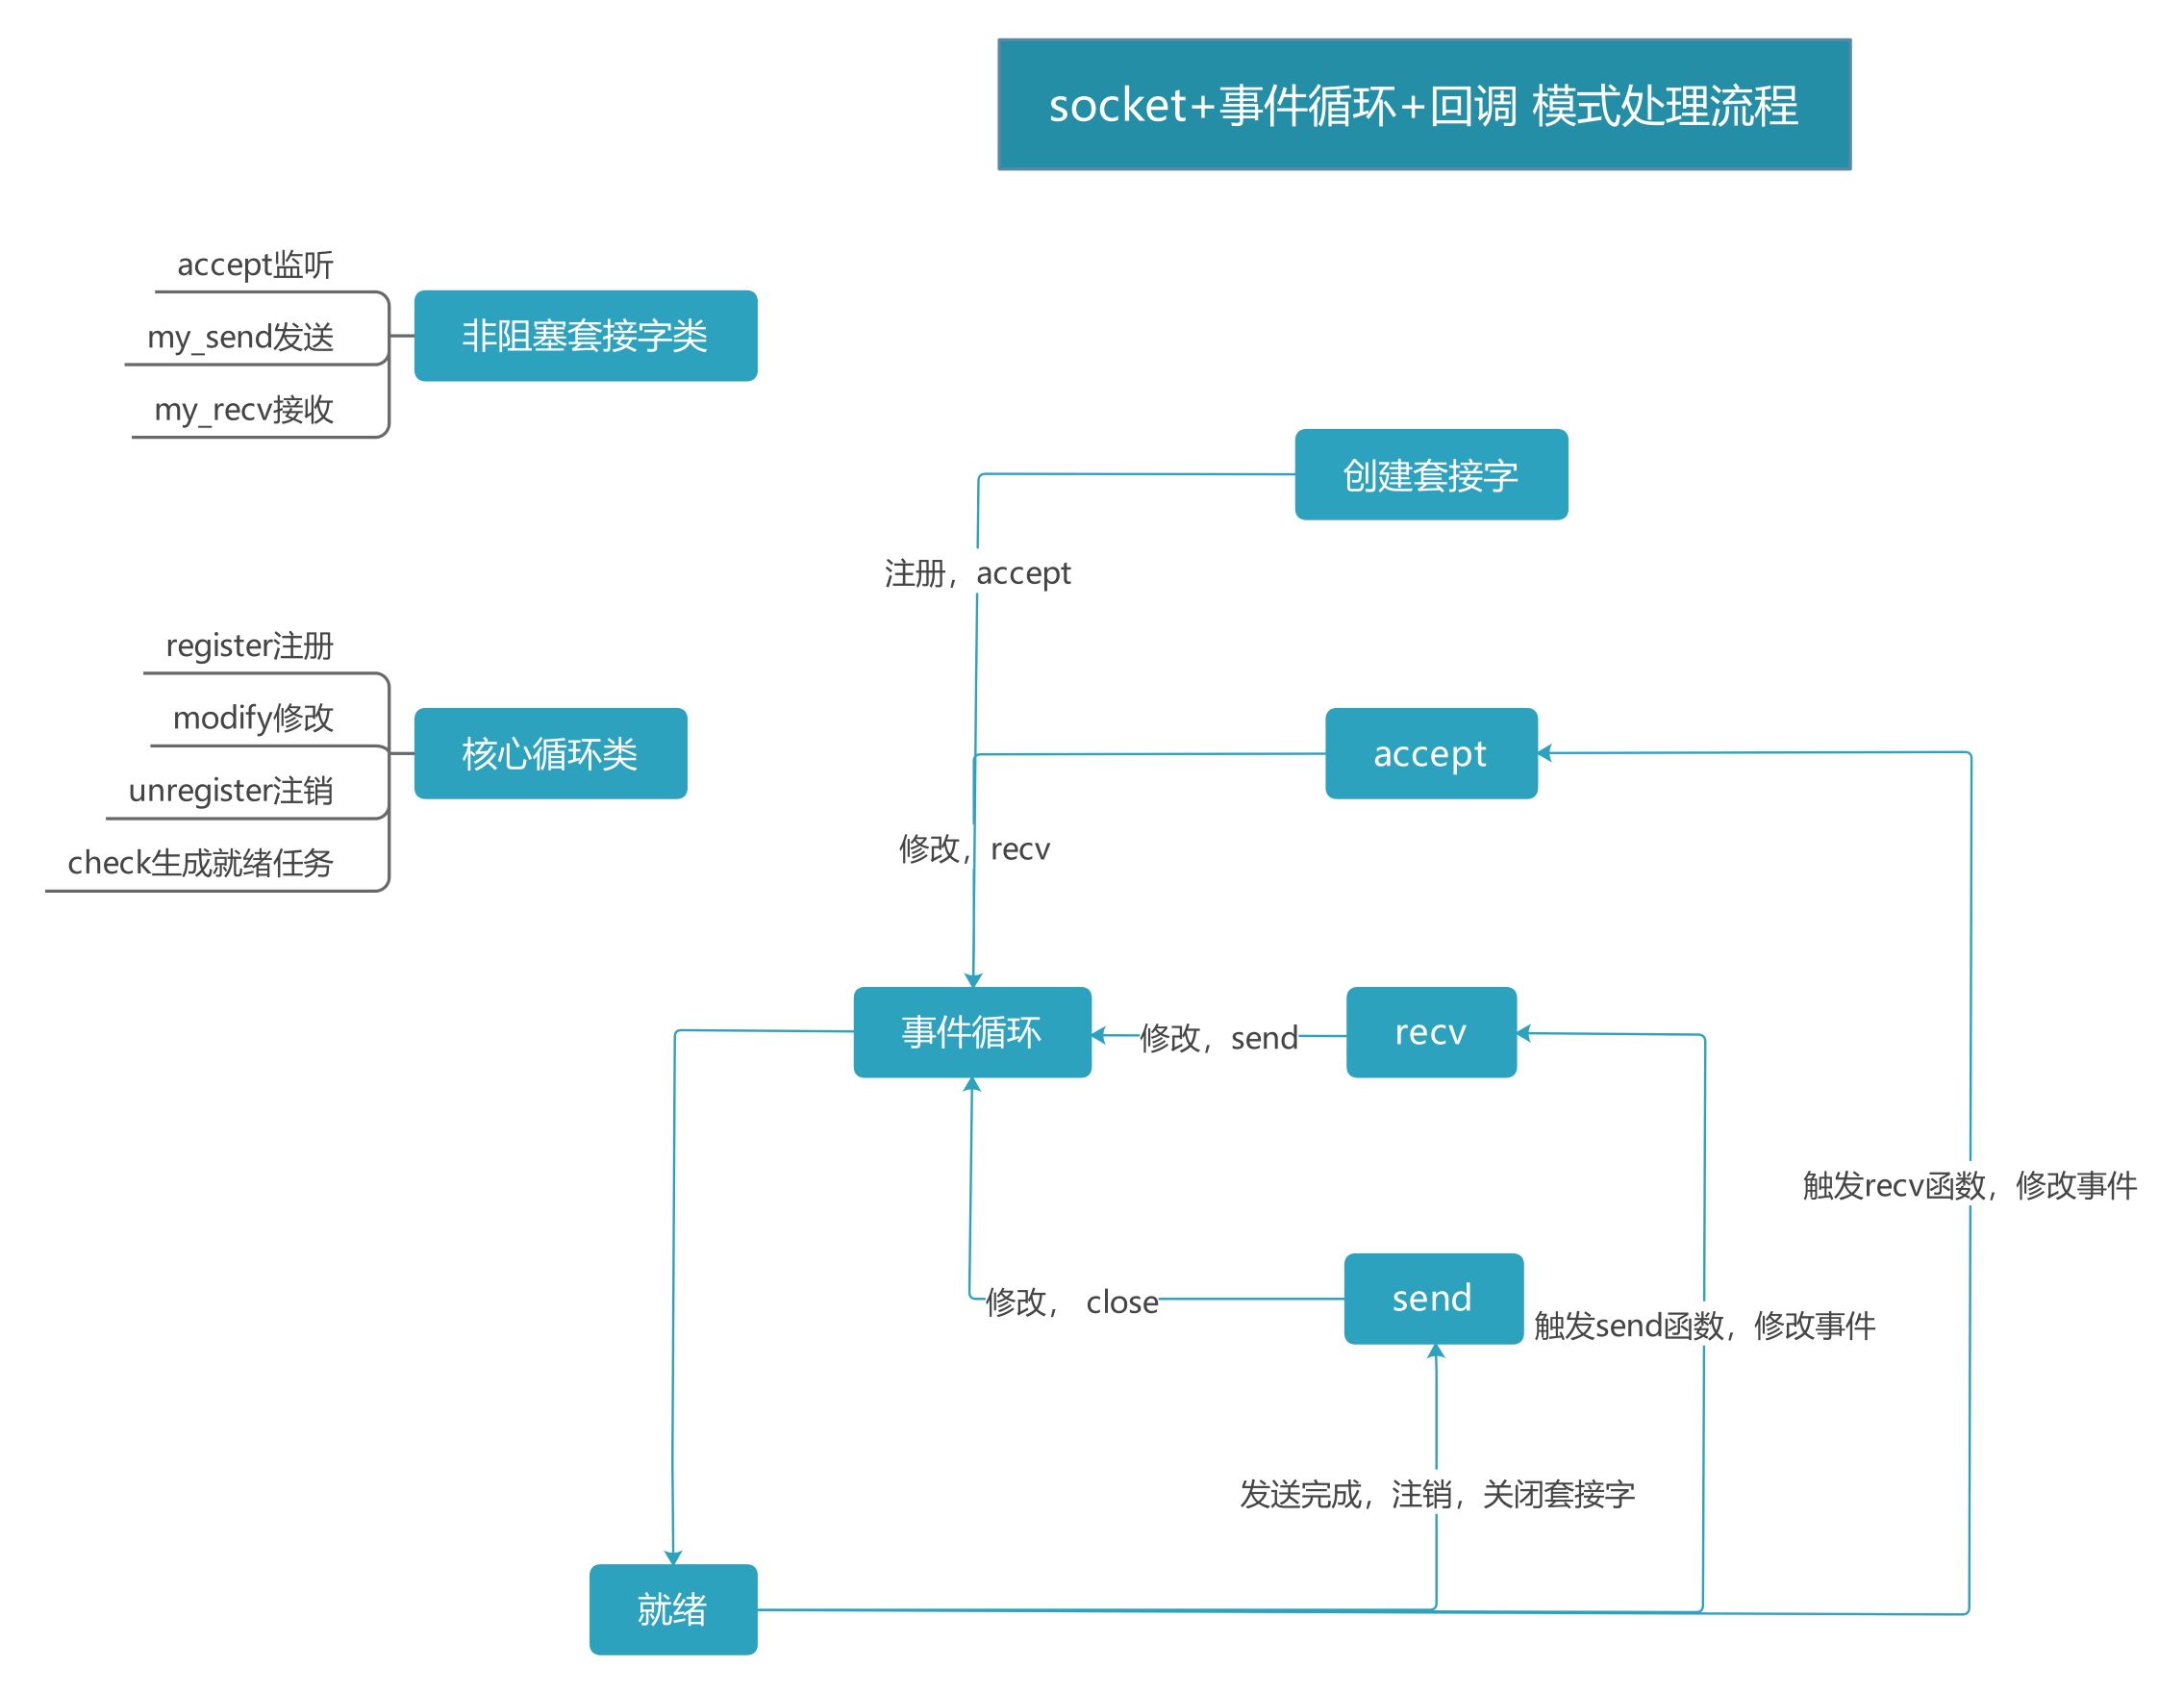 socket+事件循环+回调 模式处理流程
accept监听
my_send发送
my_recv接收
非阻塞套接字类
创建套接字
注册，accept
register注册
modify修改
unregister注销
check生成就绪任务
核心循环类
accept
修改，recv
事件循环
修改，send
recv
触发recv函数，修改事件
修改， close
send
触发send函数，修改事件
发送完成，注销，关闭套接字
就绪